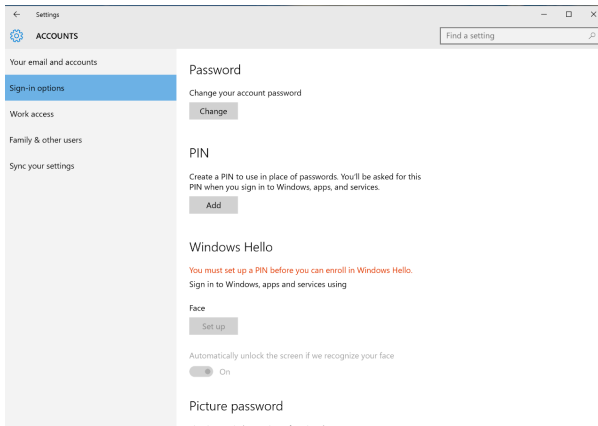 Settings
ACCOUNTS
Find a setting
Your email and accounts
Sign-in options
Work access
Family & other users
Sync your settings
Password
Change your account password
Change
PIN
Create a PIN to use in place of passwords. You'll be asked for this
PIN when you sign in to Windows, apps, and services.
Add
Windows Hello
You must set up a PIN before you can enroll in Windows Hello.
Sign in to Windows, apps and services using
Face
Set up
Automatically unlock the screen if we recognize your face
On
Picture password